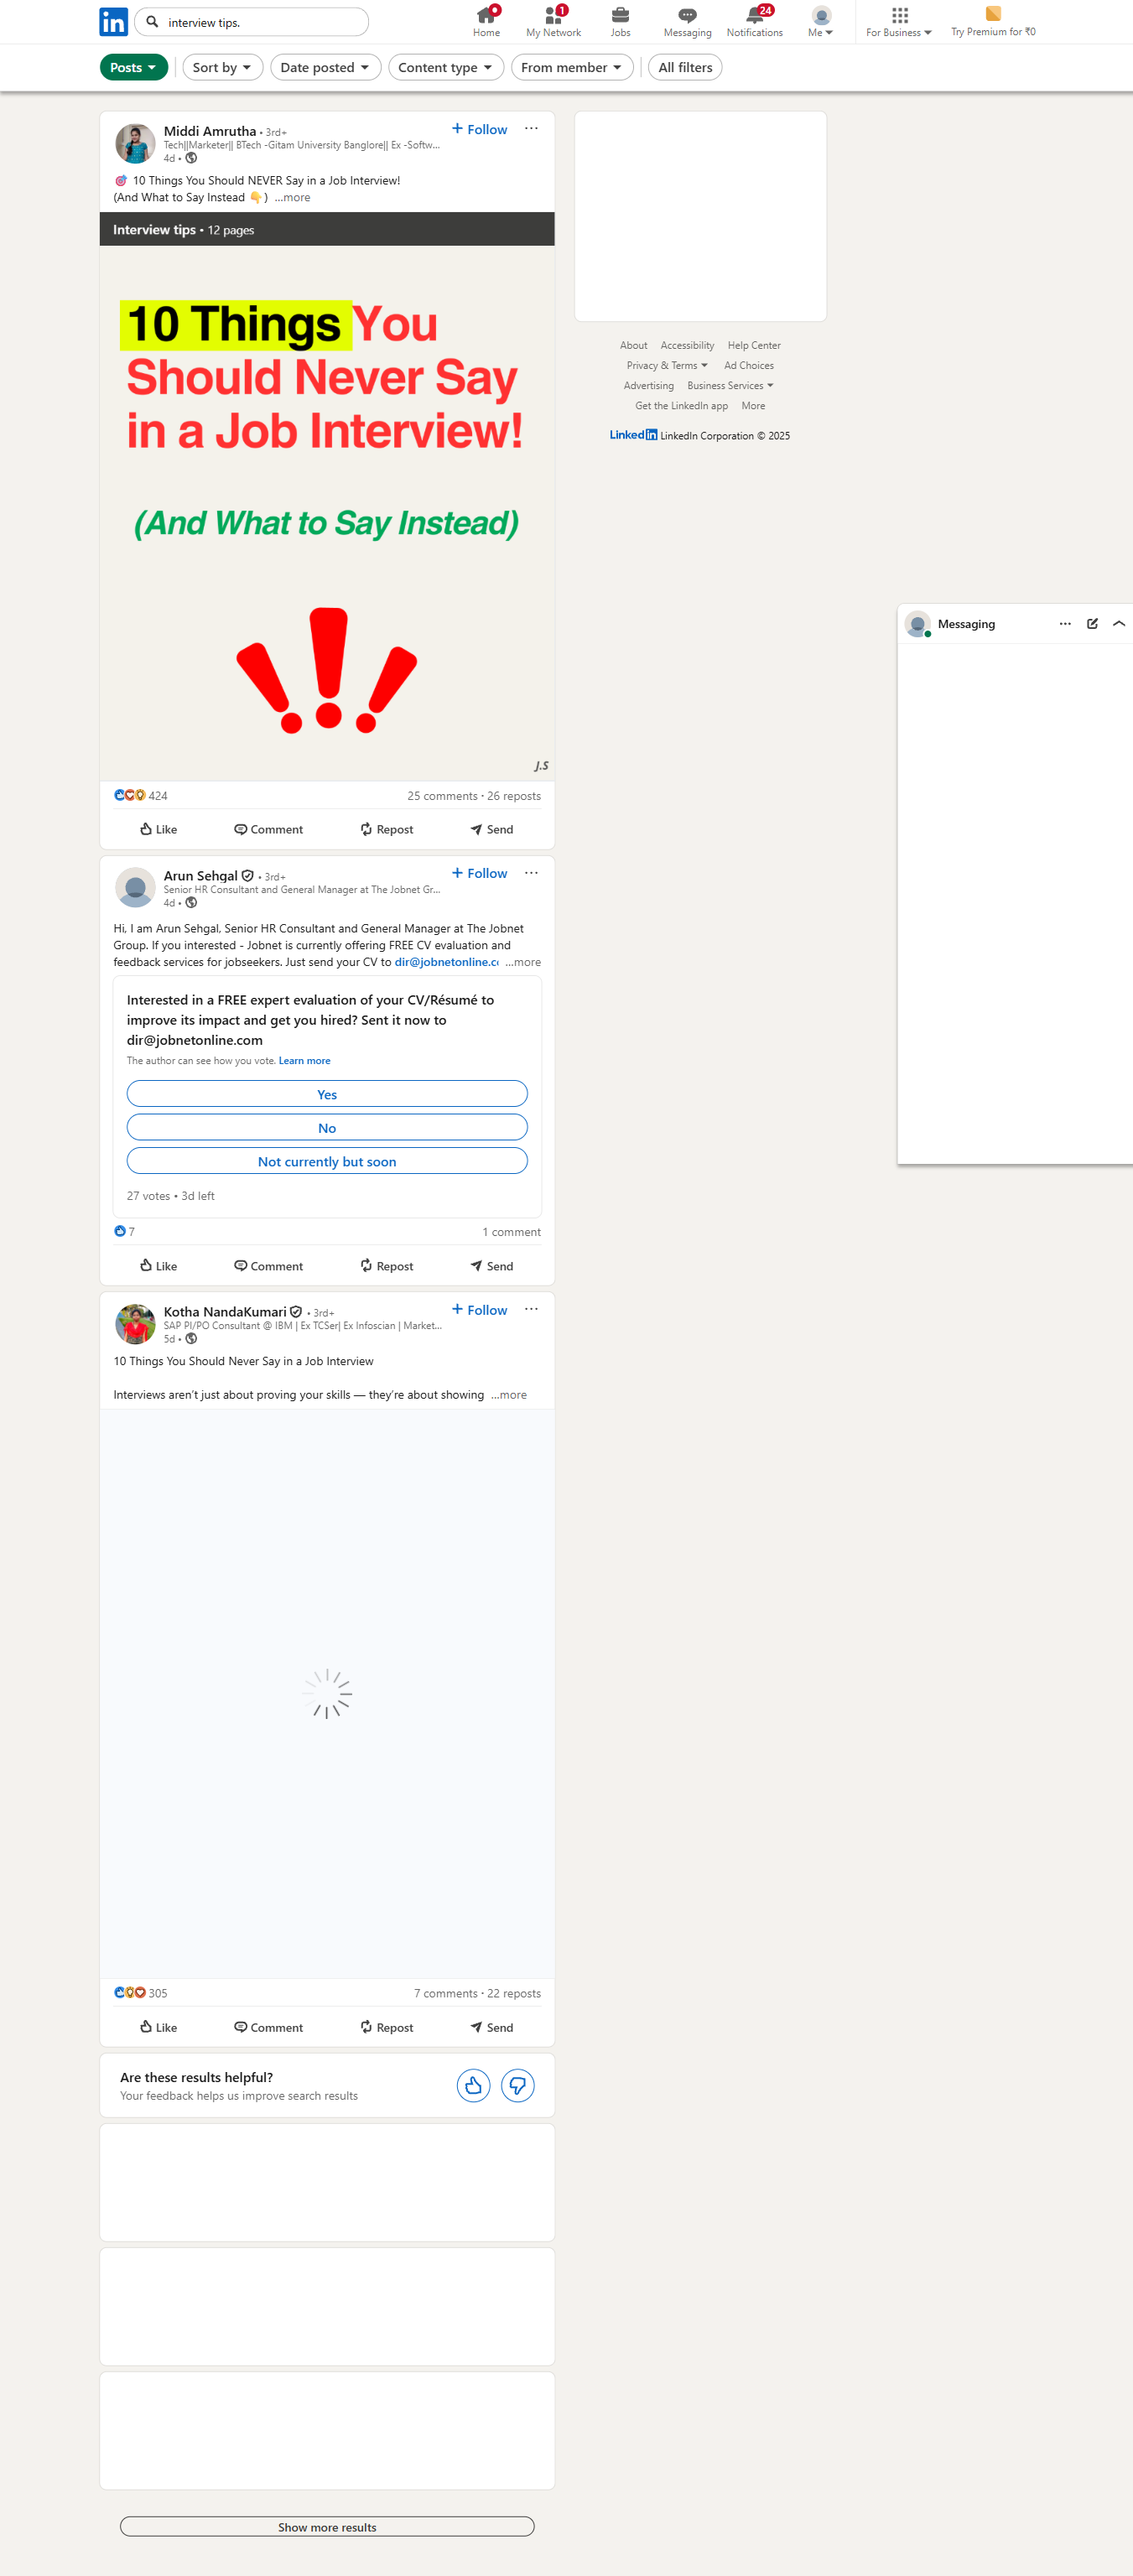 in
interview tips.
Home
My Network
1
Jobs
Messaging
Notifications
24
Me
For Business
Try Premium for ₹0
Posts
Sort by
Date posted
Content type
From member
All filters
Middi Amrutha • 3rd+
Tech||Marketer|| BTech -Gitam University Banglore|| Ex -Softw...
4d •
+ Follow
🎯 10 Things You Should NEVER Say in a Job Interview!
(And What to Say Instead 👇) ...more
Interview tips • 12 pages
10 Things You
Should Never Say
in a Job Interview!
(And What to Say Instead)
J.S
424
25 comments • 26 reposts
Like
Comment
Repost
Send
Arun Sehgal • 3rd+
Senior HR Consultant and General Manager at The Jobnet Gr...
4d •
+ Follow
Hi, I am Arun Sehgal, Senior HR Consultant and General Manager at The Jobnet
Group. If you interested - Jobnet is currently offering FREE CV evaluation and
feedback services for jobseekers. Just send your CV to dir@jobnetonline.c ...more
Interested in a FREE expert evaluation of your CV/Résumé to
improve its impact and get you hired? Sent it now to
dir@jobnetonline.com
The author can see how you vote. Learn more
Yes
No
Not currently but soon
27 votes • 3d left
7
1 comment
Like
Comment
Repost
Send
Kotha NandaKumari • 3rd+
SAP PI/PO Consultant @ IBM | Ex TCSer| Ex Infoscian | Market...
5d •
+ Follow
10 Things You Should Never Say in a Job Interview
Interviews aren't just about proving your skills — they're about showing ...more
305
7 comments • 22 reposts
Like
Comment
Repost
Send
Are these results helpful?
Your feedback helps us improve search results
Show more results
About
Accessibility
Help Center
Privacy & Terms
Ad Choices
Advertising
Business Services
Get the LinkedIn app
More
LinkedIn LinkedIn Corporation © 2025
Messaging